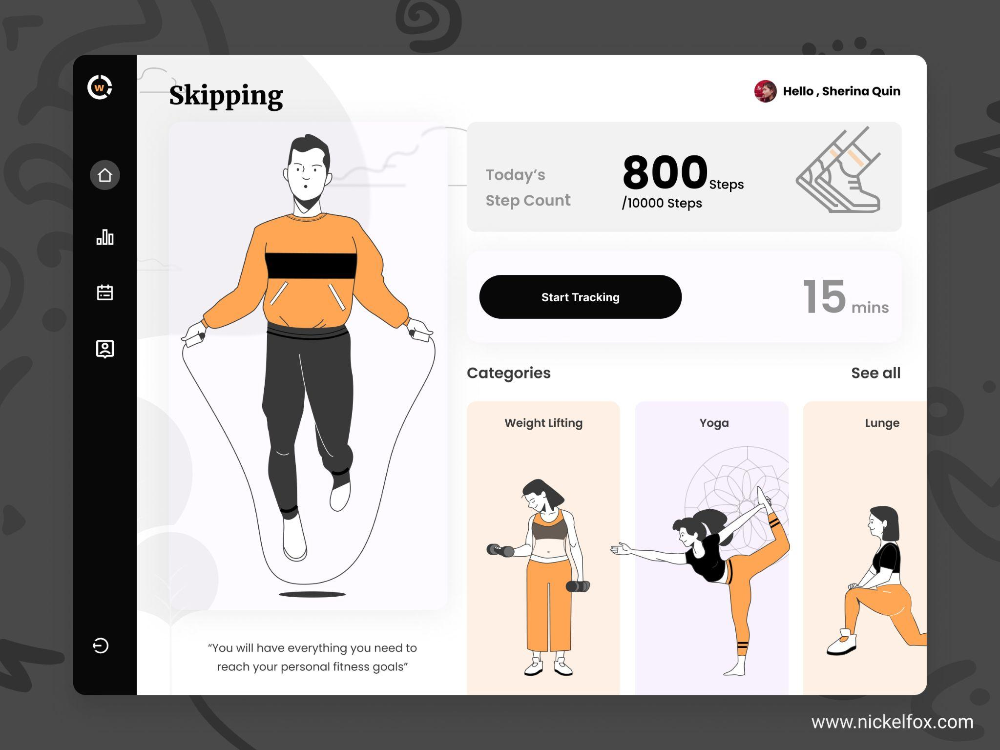 w
Skipping
Hello , Sherina Quin
Today’s
Step Count
800 Steps
/10000 Steps
Start Tracking
15 mins
Categories
See all
Weight Lifting
Yoga
Lunge
“You will have everything you need to
reach your personal fitness goals”
www.nickelfox.com